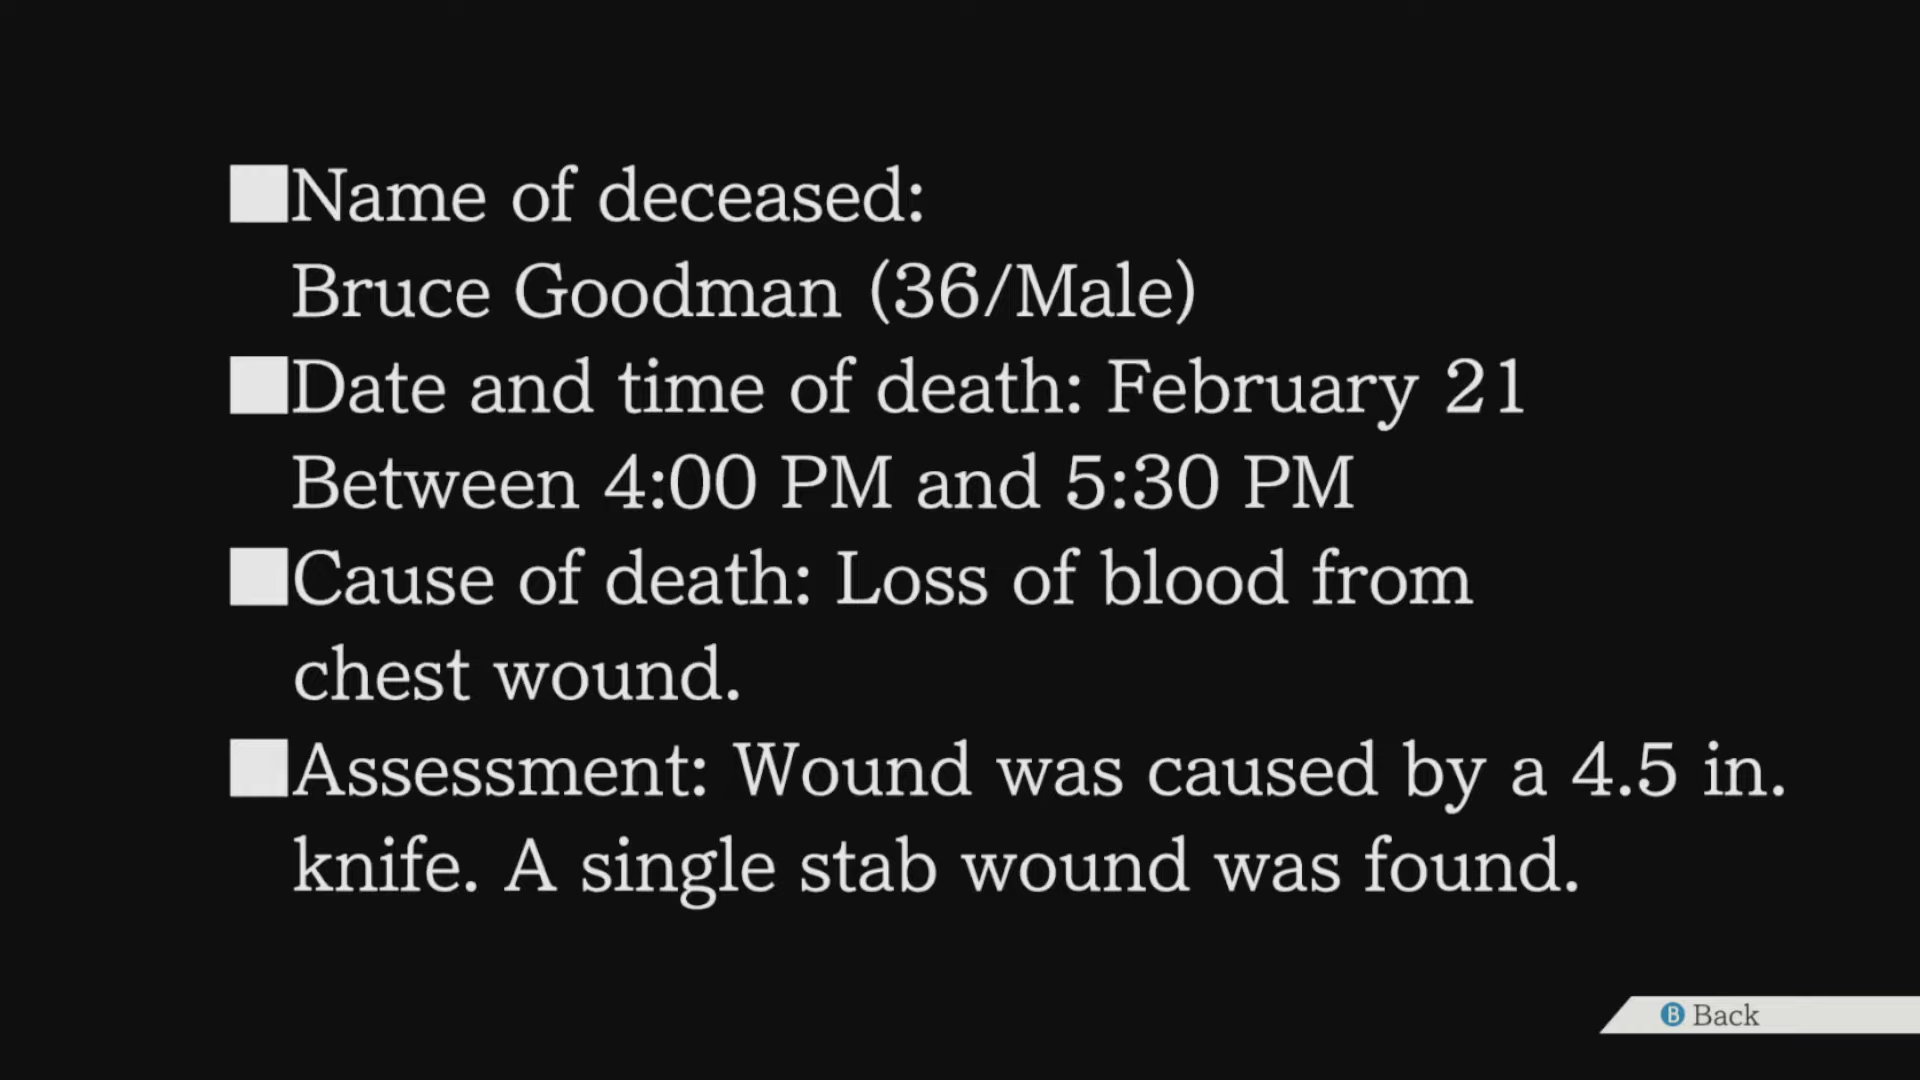 ■Name of deceased:
Bruce Goodman (36/Male)
■Date and time of death: February 21
Between 4:00 PM and 5:30 PM
■Cause of death: Loss of blood from
chest wound.
■Assessment: Wound was caused by a 4.5 in.
knife. A single stab wound was found.
B Back